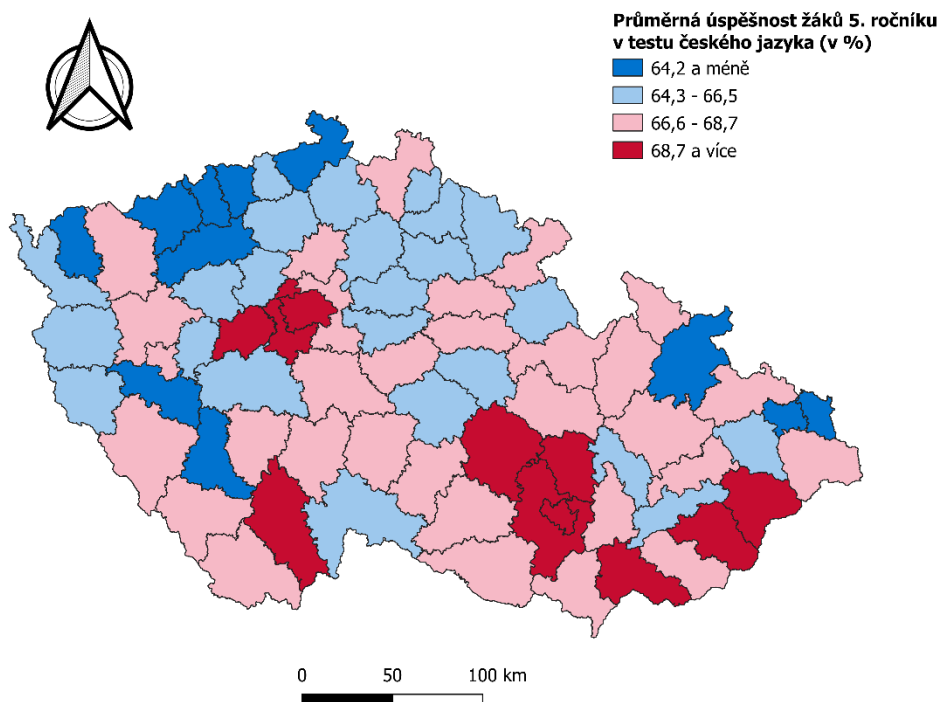 Průměrná úspěšnost žáků 5. ročníku
v testu českého jazyka (v %)
64,2 a méně
64,3 - 66,5
66,6 - 68,7
68,7 a více
0 50 100 km